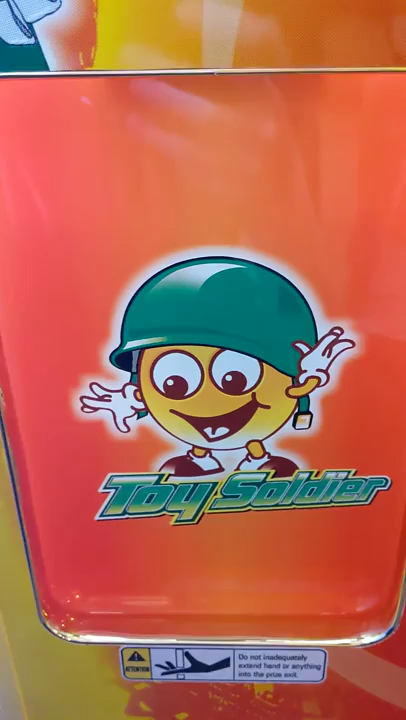 Toy Soldier
ATTENTION
Do not inadequately
extend hand or anything
into the prize exit.